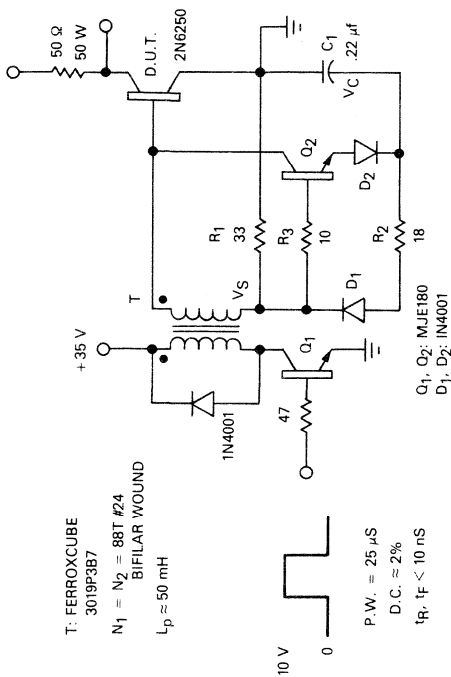 T: FERROXCUBE
3019P3B7
N1 = N2 = 88T #24
BIFILAR WOUND
Lp ≈ 50 mH
+35 V
T
1N4001
VS
47
Q1
10 V
0
P.W. = 25 μS
D.C. ≈ 2%
tR, tF < 10 nS
50 Ω
50 W
D.U.T.
2N6250
R1
33
R3
10
Q2
D2
VC
C1
.22 μf
D1
R2
18
Q1, Q2: MJE180
D1, D2: IN4001